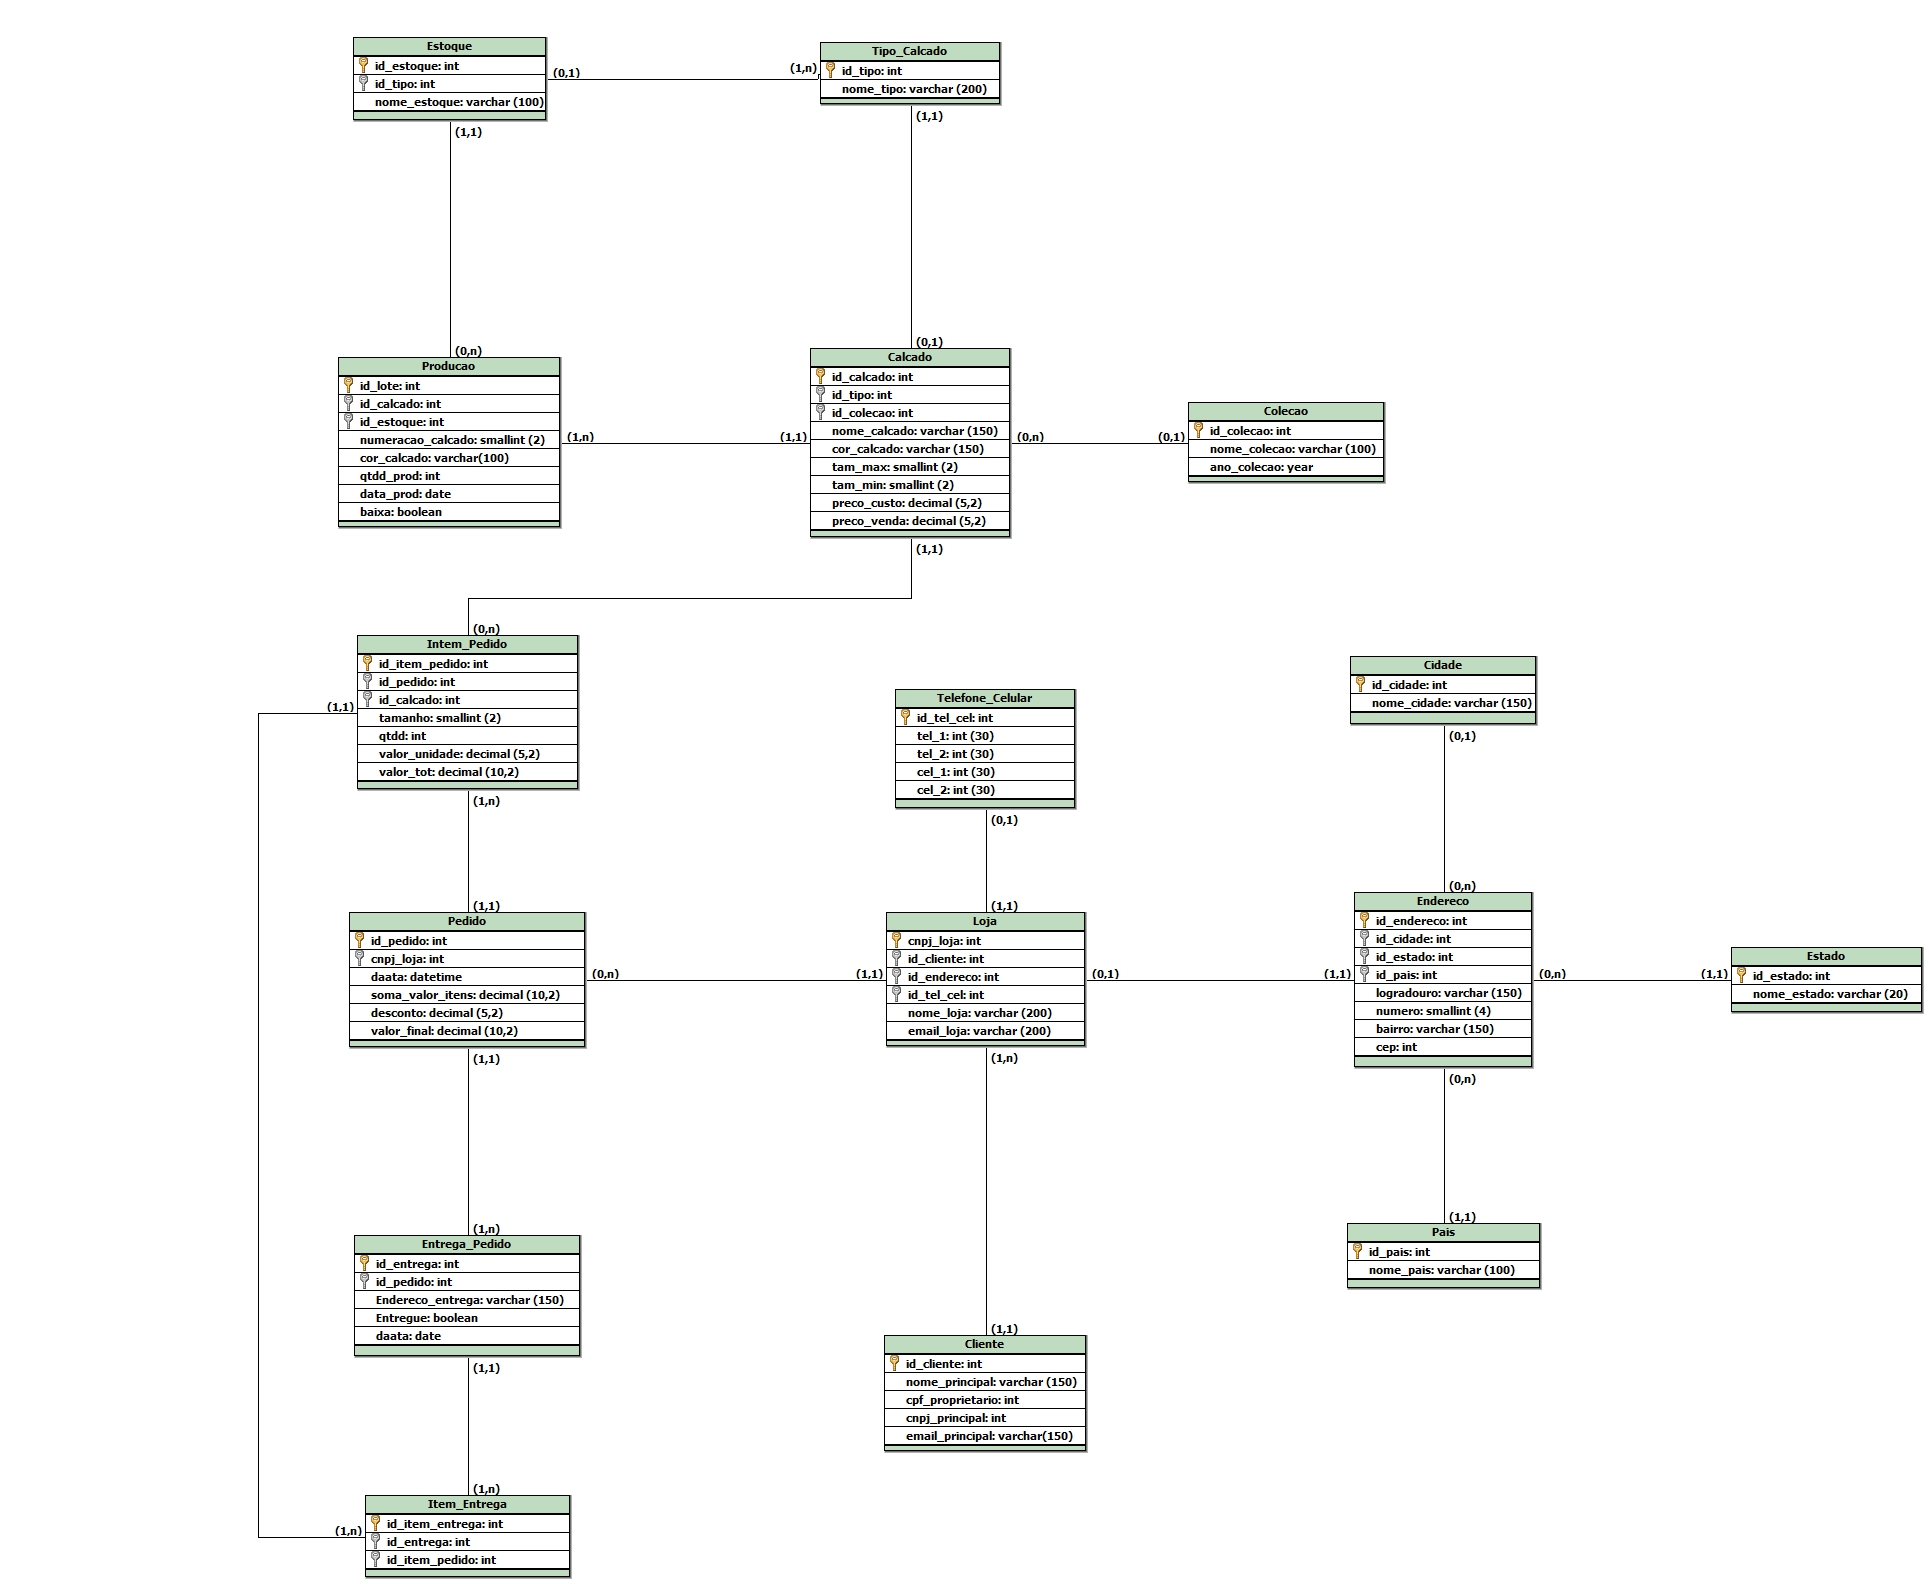 Estoque
id_estoque: int
id_tipo: int
nome_estoque: varchar (100)
(0,1)
(1,n)
Tipo_Calcado
id_tipo: int
nome_tipo: varchar (200)
(1,1)
(1,1)
(0,n)
(0,1)
Producao
id_lote: int
id_calcado: int
id_estoque: int
numeracao_calcado: smallint (2)
cor_calcado: varchar(100)
qtdd_prod: int
data_prod: date
baixa: boolean
(1,n)
(1,1)
Calcado
id_calcado: int
id_tipo: int
id_colecao: int
nome_calcado: varchar (150)
cor_calcado: varchar (150)
tam_max: smallint (2)
tam_min: smallint (2)
preco_custo: decimal (5,2)
preco_venda: decimal (5,2)
(0,n)
(0,1)
Colecao
id_colecao: int
nome_colecao: varchar (100)
ano_colecao: year
(1,1)
(0,n)
Intem_Pedido
id_item_pedido: int
id_pedido: int
id_calcado: int
tamanho: smallint (2)
qtdd: int
valor_unidade: decimal (5,2)
valor_tot: decimal (10,2)
(1,1)
(1,n)
Telefone_Celular
id_tel_cel: int
tel_1: int (30)
tel_2: int (30)
cel_1: int (30)
cel_2: int (30)
(0,1)
Cidade
id_cidade: int
nome_cidade: varchar (150)
(0,1)
(1,1)
(1,1)
(0,n)
Pedido
id_pedido: int
cnpj_loja: int
daata: datetime
soma_valor_itens: decimal (10,2)
desconto: decimal (5,2)
valor_final: decimal (10,2)
(0,n)
(1,1)
Loja
cnpj_loja: int
id_cliente: int
id_endereco: int
id_tel_cel: int
nome_loja: varchar (200)
email_loja: varchar (200)
(0,1)
(1,1)
Endereco
id_endereco: int
id_cidade: int
id_estado: int
id_pais: int
logradouro: varchar (150)
numero: smallint (4)
bairro: varchar (150)
cep: int
(0,n)
(1,1)
Estado
id_estado: int
nome_estado: varchar (20)
(1,1)
(1,n)
(0,n)
(1,n)
(1,1)
Entrega_Pedido
id_entrega: int
id_pedido: int
Endereco_entrega: varchar (150)
Entregue: boolean
daata: date
(1,1)
Pais
id_pais: int
nome_pais: varchar (100)
(1,1)
Cliente
id_cliente: int
nome_principal: varchar (150)
cpf_proprietario: int
cnpj_principal: int
email_principal: varchar(150)
(1,n)
(1,n)
Item_Entrega
id_item_entrega: int
id_entrega: int
id_item_pedido: int